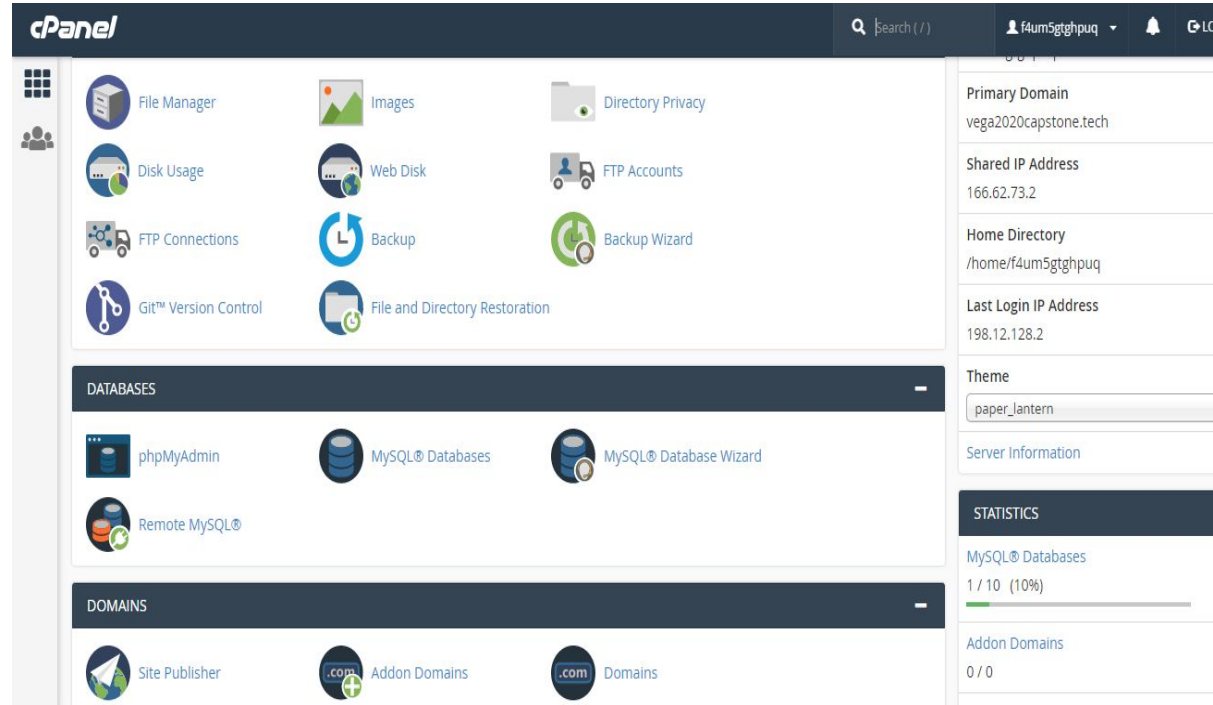 cPanel
Search ( / )
f4um5gtghpuq
LO
File Manager
Images
Directory Privacy
Disk Usage
Web Disk
FTP Accounts
FTP Connections
Backup
Backup Wizard
Git™ Version Control
File and Directory Restoration
DATABASES
phpMyAdmin
MySQL® Databases
MySQL® Database Wizard
Remote MySQL®
DOMAINS
Site Publisher
.com
Addon Domains
.com
Domains
Primary Domain
vega2020capstone.tech
Shared IP Address
166.62.73.2
Home Directory
/home/f4um5gtghpuq
Last Login IP Address
198.12.128.2
Theme
paper_lantern
Server Information
STATISTICS
MySQL® Databases
1 / 10 (10%)
Addon Domains
0 / 0